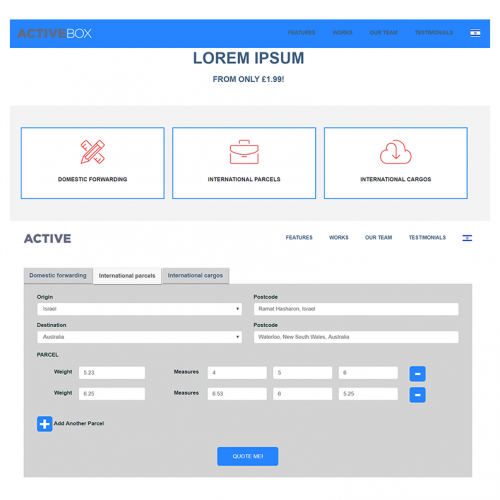 ACTIVEBOX FEATURES WORKS OUR TEAM TESTIMONIALS
LOREM IPSUM
FROM ONLY £1.99!
DOMESTIC FORWARDING INTERNATIONAL PARCELS INTERNATIONAL CARGOS
ACTIVE FEATURES WORKS OUR TEAM TESTIMONIALS
Domestic forwarding International parcels International cargos
Origin Postcode
Israel Ramat Hasharon, Israel
Destination Postcode
Australia Waterloo, New South Wales, Australia
PARCEL
Weight 5.23 Measures 4 5 6
Weight 6.25 Measures 6.53 6 5.25
Add Another Parcel
QUOTE ME!